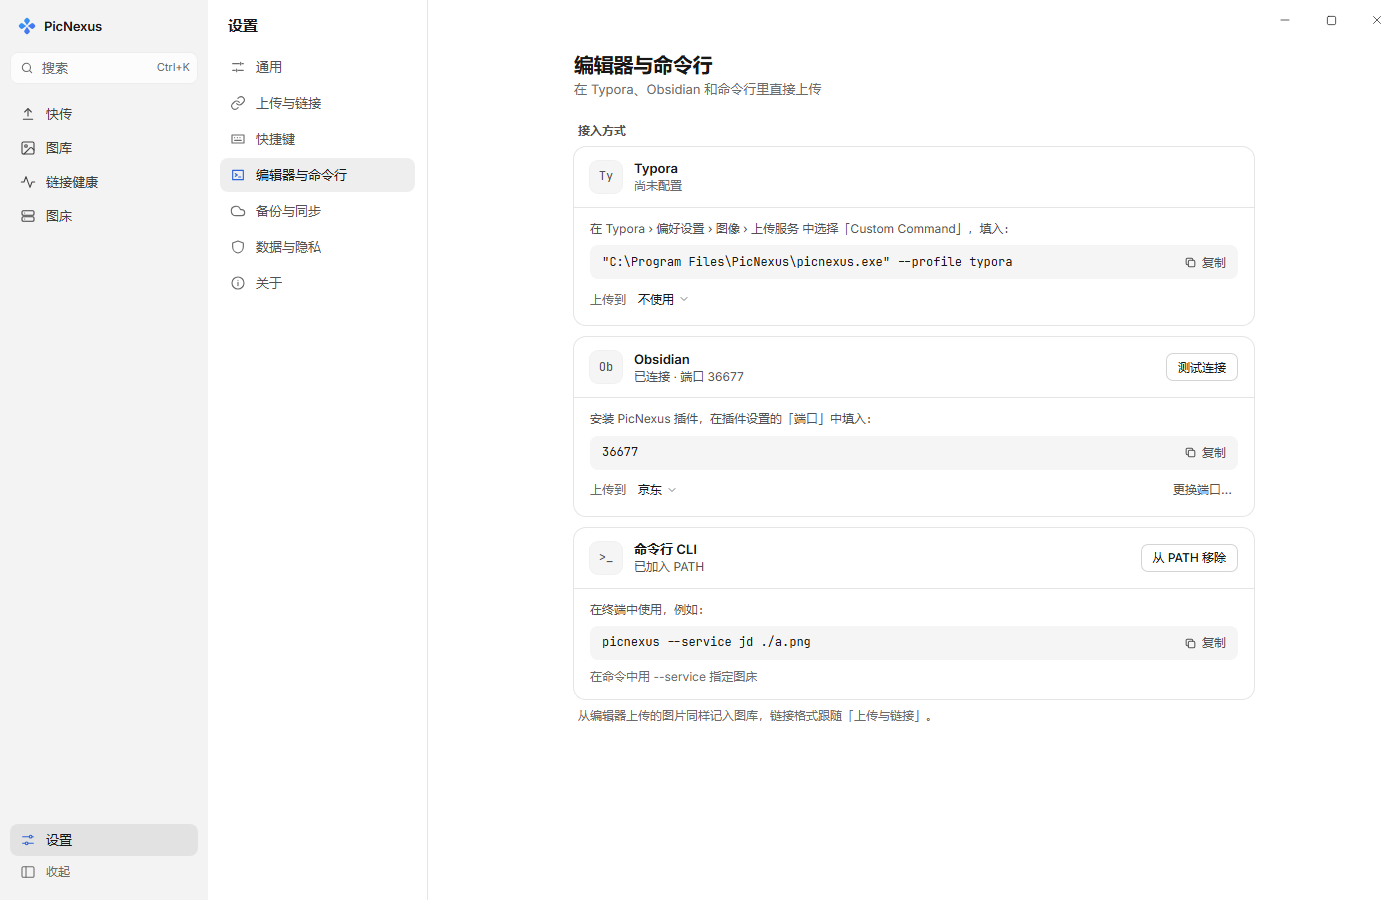 PicNexus
搜索
Ctrl+K
快传
图库
链接健康
图床
设置
收起
设置
通用
上传与链接
快捷键
编辑器与命令行
备份与同步
数据与隐私
关于
编辑器与命令行
在 Typora、Obsidian 和命令行里直接上传
接入方式
Ty
Typora
尚未配置
在 Typora › 偏好设置 › 图像 › 上传服务 中选择「Custom Command」，填入：
"C:\Program Files\PicNexus\picnexus.exe" --profile typora
复制
上传到 不使用
Ob
Obsidian
已连接 · 端口 36677
测试连接
安装 PicNexus 插件，在插件设置的「端口」中填入：
36677
复制
上传到 京东
更换端口...
>_
命令行 CLI
已加入 PATH
从 PATH 移除
在终端中使用，例如：
picnexus --service jd ./a.png
复制
在命令中用 --service 指定图床
从编辑器上传的图片同样记入图库，链接格式跟随「上传与链接」。